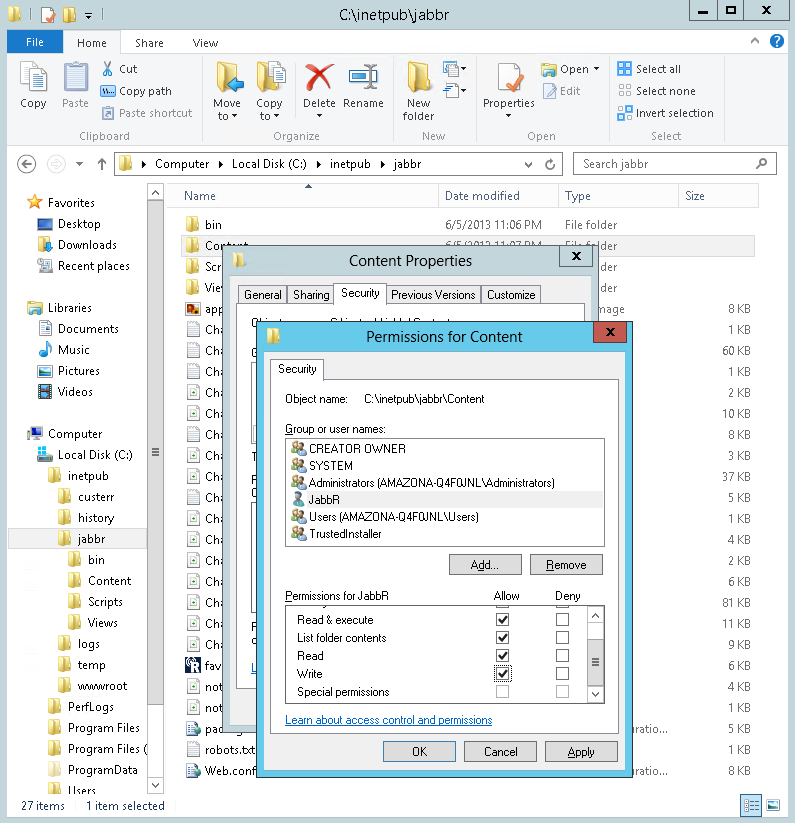 C:\inetpub\jabbr
File Home Share View
Copy Paste Cut Copy path Paste shortcut
Clipboard
Move to Copy to Delete Rename
Organize
New folder
New
Properties Open Edit
Open
Select all Select none Invert selection
Select
Computer Local Disk (C:) inetpub jabbr
Search jabbr
Favorites
Desktop
Downloads
Recent places
Libraries
Documents
Music
Pictures
Videos
Computer
Local Disk (C:)
inetpub
custerr
history
jabbr
bin
Content
Scripts
Views
logs
temp
wwwroot
PerfLogs
Program Files
Program Files (
ProgramData
Users
Name Date modified Type Size
bin 6/5/2013 11:06 PM File folder
Content 6/5/2013 11:07 PM File folder
Scr
Vie
app 8 KB
Cha 1 KB
Cha 60 KB
Cha 1 KB
Cha 2 KB
Cha 10 KB
Cha 8 KB
Cha 3 KB
Cha 37 KB
Cha 5 KB
Cha 1 KB
Cha 4 KB
Cha 2 KB
Cha 6 KB
Cha 81 KB
Cha 11 KB
Cha 9 KB
fav 6 KB
not 4 KB
not 1 KB
pac 5 KB
robots.txt 1 KB
Web.conf 8 KB
Content Properties
General Sharing Security Previous Versions Customize
Permissions for Content
Security
Object name: C:\inetpub\jabbr\Content
Group or user names:
CREATOR OWNER
SYSTEM
Administrators (AMAZONA-Q4F0JNL\Administrators)
JabbR
Users (AMAZONA-Q4F0JNL\Users)
TrustedInstaller
Add... Remove
Permissions for JabbR Allow Deny
Read & execute
List folder contents
Read
Write
Special permissions
Learn about access control and permissions
OK Cancel Apply
27 items 1 item selected